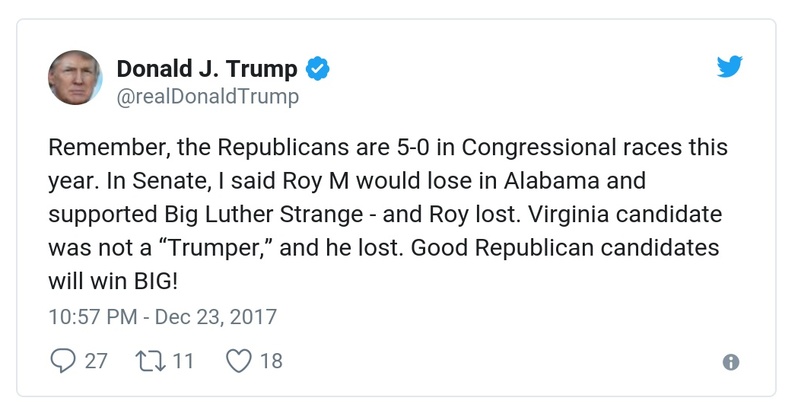 Donald J. Trump
@realDonaldTrump
Remember, the Republicans are 5-0 in Congressional races this
year. In Senate, I said Roy M would lose in Alabama and
supported Big Luther Strange - and Roy lost. Virginia candidate
was not a “Trumper,” and he lost. Good Republican candidates
will win BIG!
10:57 PM - Dec 23, 2017
27 11 18